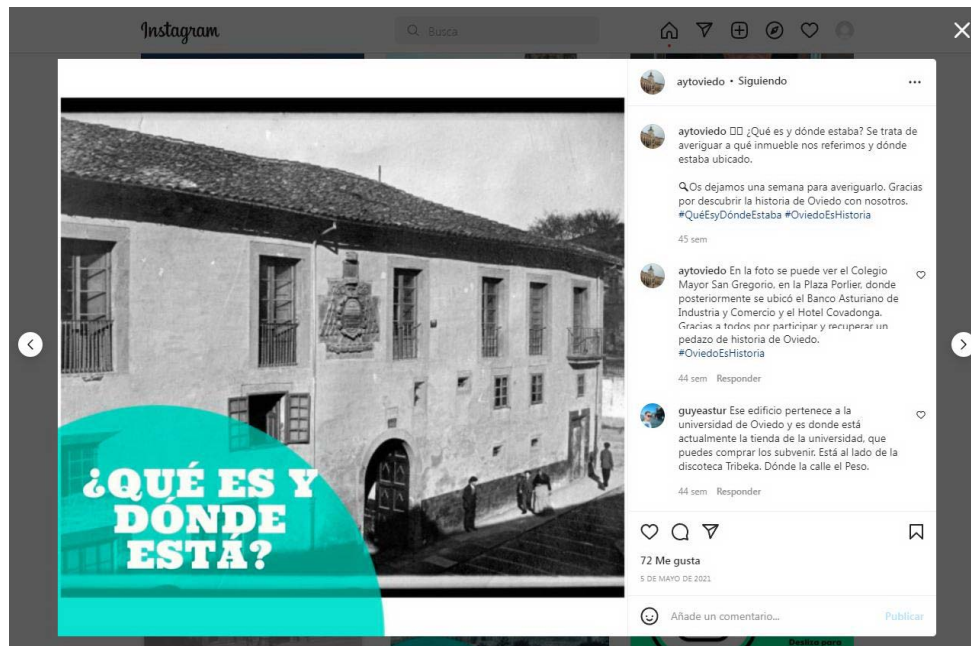 Instagram
Busca
¿QUÉ ES Y
DÓNDE
ESTÁ?
aytoviedo • Siguiendo
aytoviedo ¿Qué es y dónde estaba? Se trata de
averiguar a qué inmueble nos referimos y dónde
estaba ubicado.
Os dejamos una semana para averiguarlo. Gracias
por descubrir la historia de Oviedo con nosotros.
#QuéEsyDóndeEstaba #OviedoEsHistoria
45 sem
aytoviedo En la foto se puede ver el Colegio
Mayor San Gregorio, en la Plaza Porlier, donde
posteriormente se ubicó el Banco Asturiano de
Industria y Comercio y el Hotel Covadonga.
Gracias a todos por participar y recuperar un
pedazo de historia de Oviedo.
#OviedoEsHistoria
44 sem Responder
guyeastur Ese edificio pertenece a la
universidad de Oviedo y es donde está
actualmente la tienda de la universidad, que
puedes comprar los subvenir. Está al lado de la
discoteca Tribeka. Dónde la calle el Peso.
44 sem Responder
72 Me gusta
5 DE MAYO DE 2021
Añade un comentario...
Publicar
Desliza para